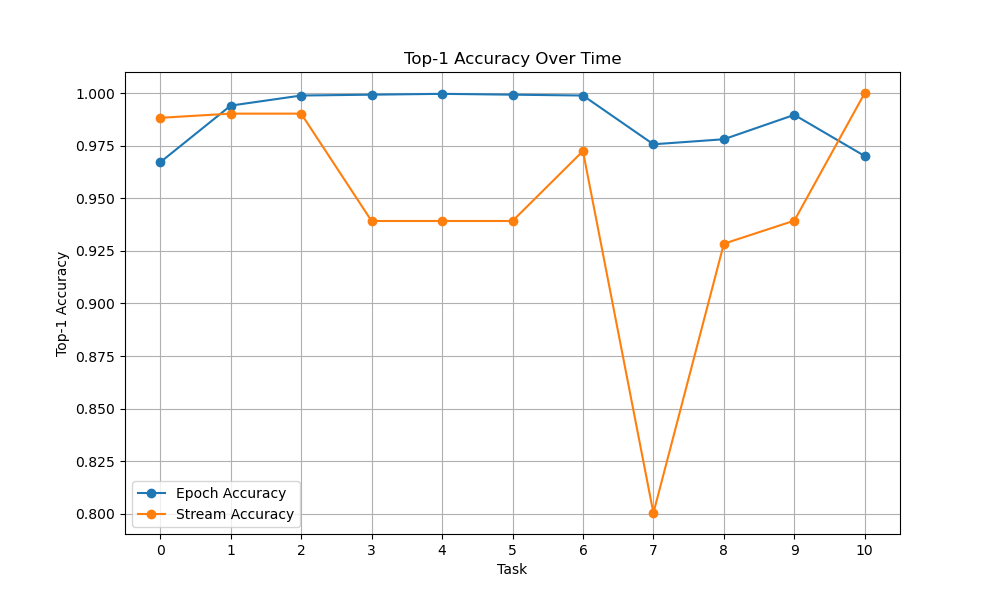 Top-1 Accuracy Over Time
Top-1 Accuracy
1.000
0.975
0.950
0.925
0.900
0.875
0.850
0.825
0.800
Epoch Accuracy
Stream Accuracy
0 1 2 3 4 5 6 7 8 9 10
Task